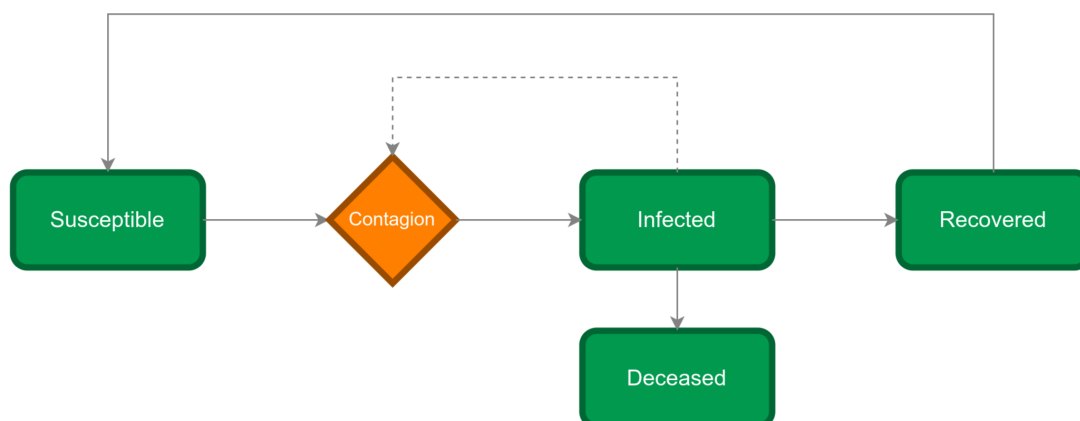 Susceptible
Contagion
Infected
Recovered
Deceased